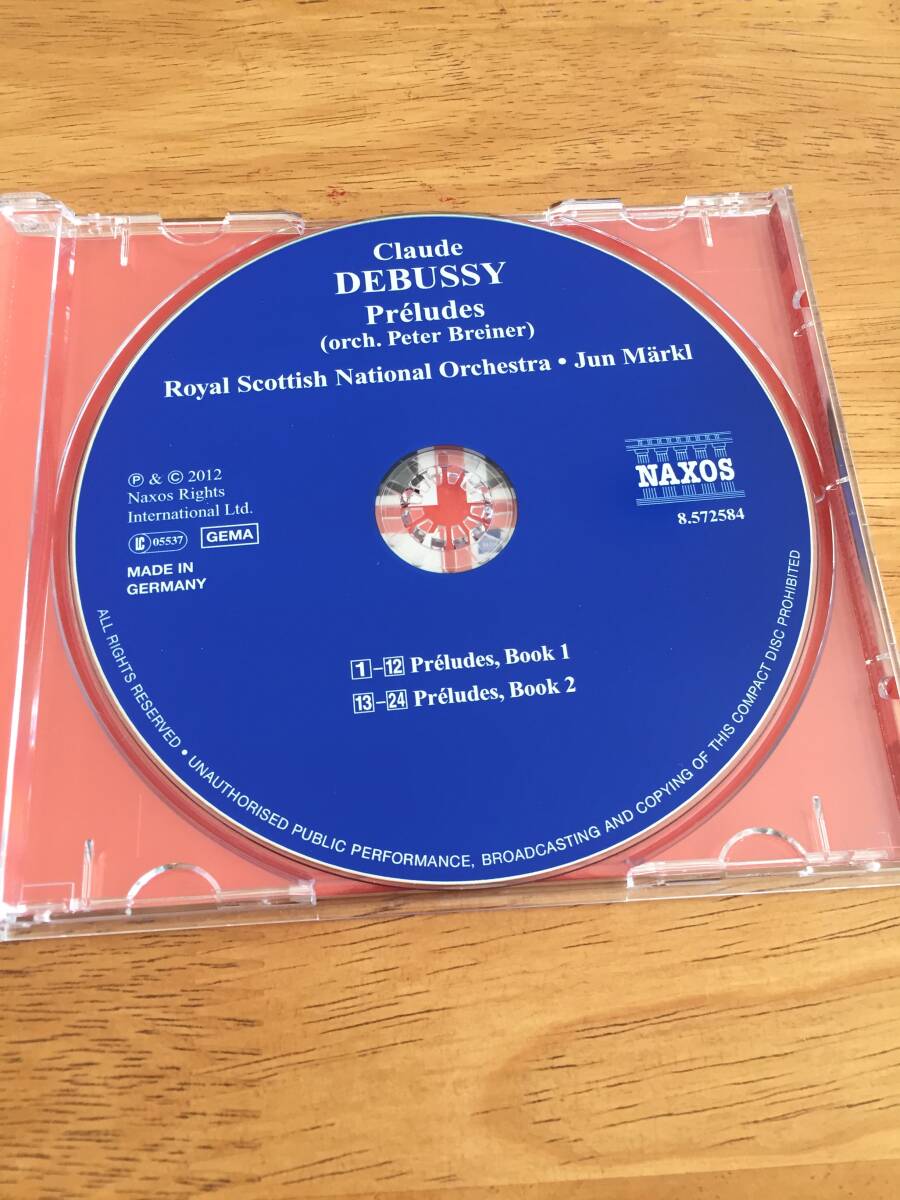 Claude
DEBUSSY
Préludes
(orch. Peter Breiner)
Royal Scottish National Orchestra • Jun Märkl
℗ & © 2012
Naxos Rights
International Ltd.
LC 05537 GEMA
MADE IN
GERMANY
NAXOS
8.572584
1–12 Préludes, Book 1
13–24 Préludes, Book 2
ALL RIGHTS RESERVED • UNAUTHORISED PUBLIC PERFORMANCE, BROADCASTING AND COPYING OF THIS COMPACT DISC PROHIBITED